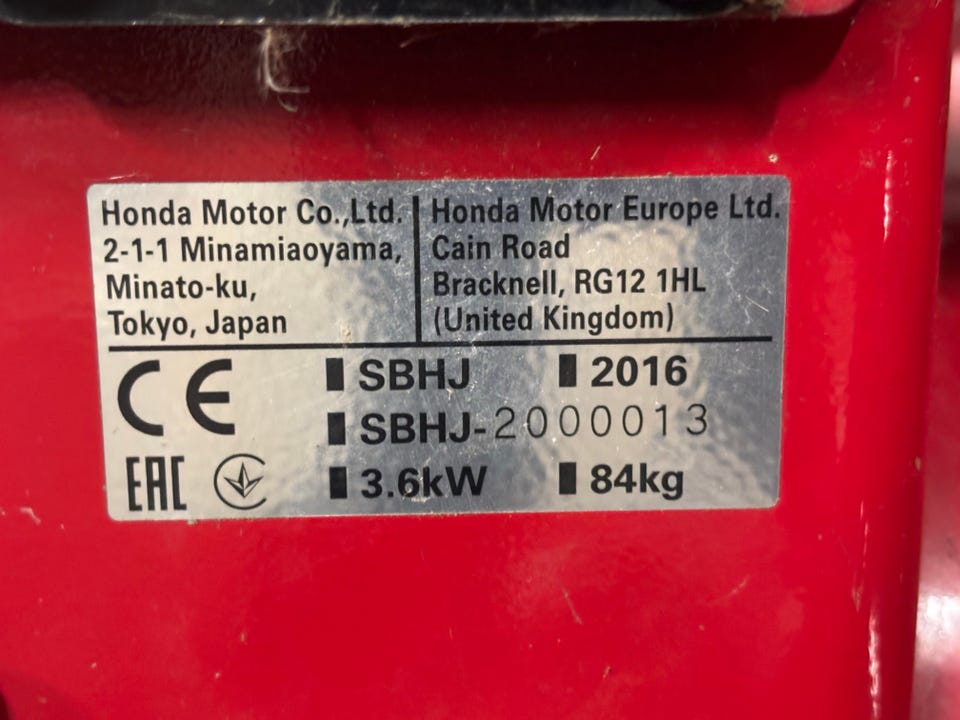 Honda Motor Co.,Ltd.
2-1-1 Minamiaoyama,
Minato-ku,
Tokyo, Japan
Honda Motor Europe Ltd.
Cain Road
Bracknell, RG12 1HL
(United Kingdom)
CE
SBHJ 2016
SBHJ-2000013
EAC
3.6kW 84kg